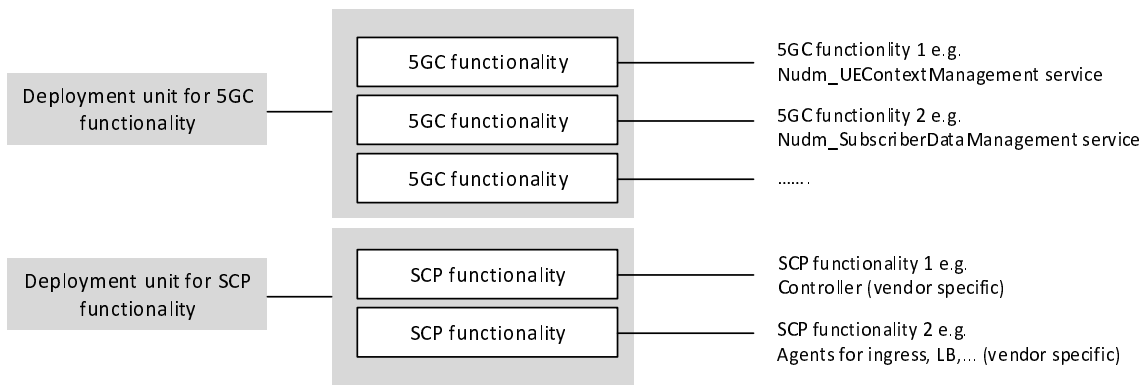 Deployment unit for 5GC
functionality
5GC functionality
5GC functionality
5GC functionality
5GC functionlity 1 e.g.
Nudm_UEContextManagement service
5GC functionlity 2 e.g.
Nudm_SubscriberDataManagement service
…....
Deployment unit for SCP
functionality
SCP functionality
SCP functionality
SCP functionality 1 e.g.
Controller (vendor specific)
SCP functionality 2 e.g.
Agents for ingress, LB,... (vendor specific)